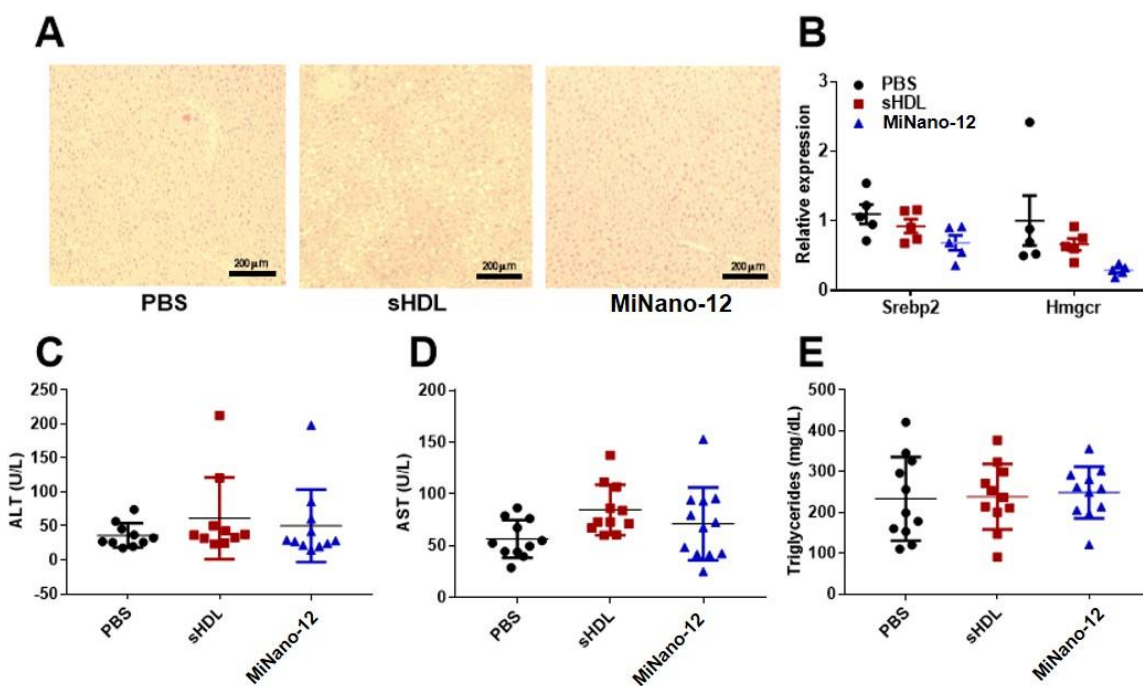 A
200μm
PBS
200μm
sHDL
200μm
MiNano-12
B
PBS
sHDL
MiNano-12
Relative expression
3
2
1
0
Srebp2
Hmgcr
C
ALT (U/L)
250
200
150
100
50
0
-50
PBS
sHDL
MiNano-12
D
AST (U/L)
200
150
100
50
0
PBS
sHDL
MiNano-12
E
Triglycerides (mg/dL)
500
400
300
200
100
0
PBS
sHDL
MiNano-12